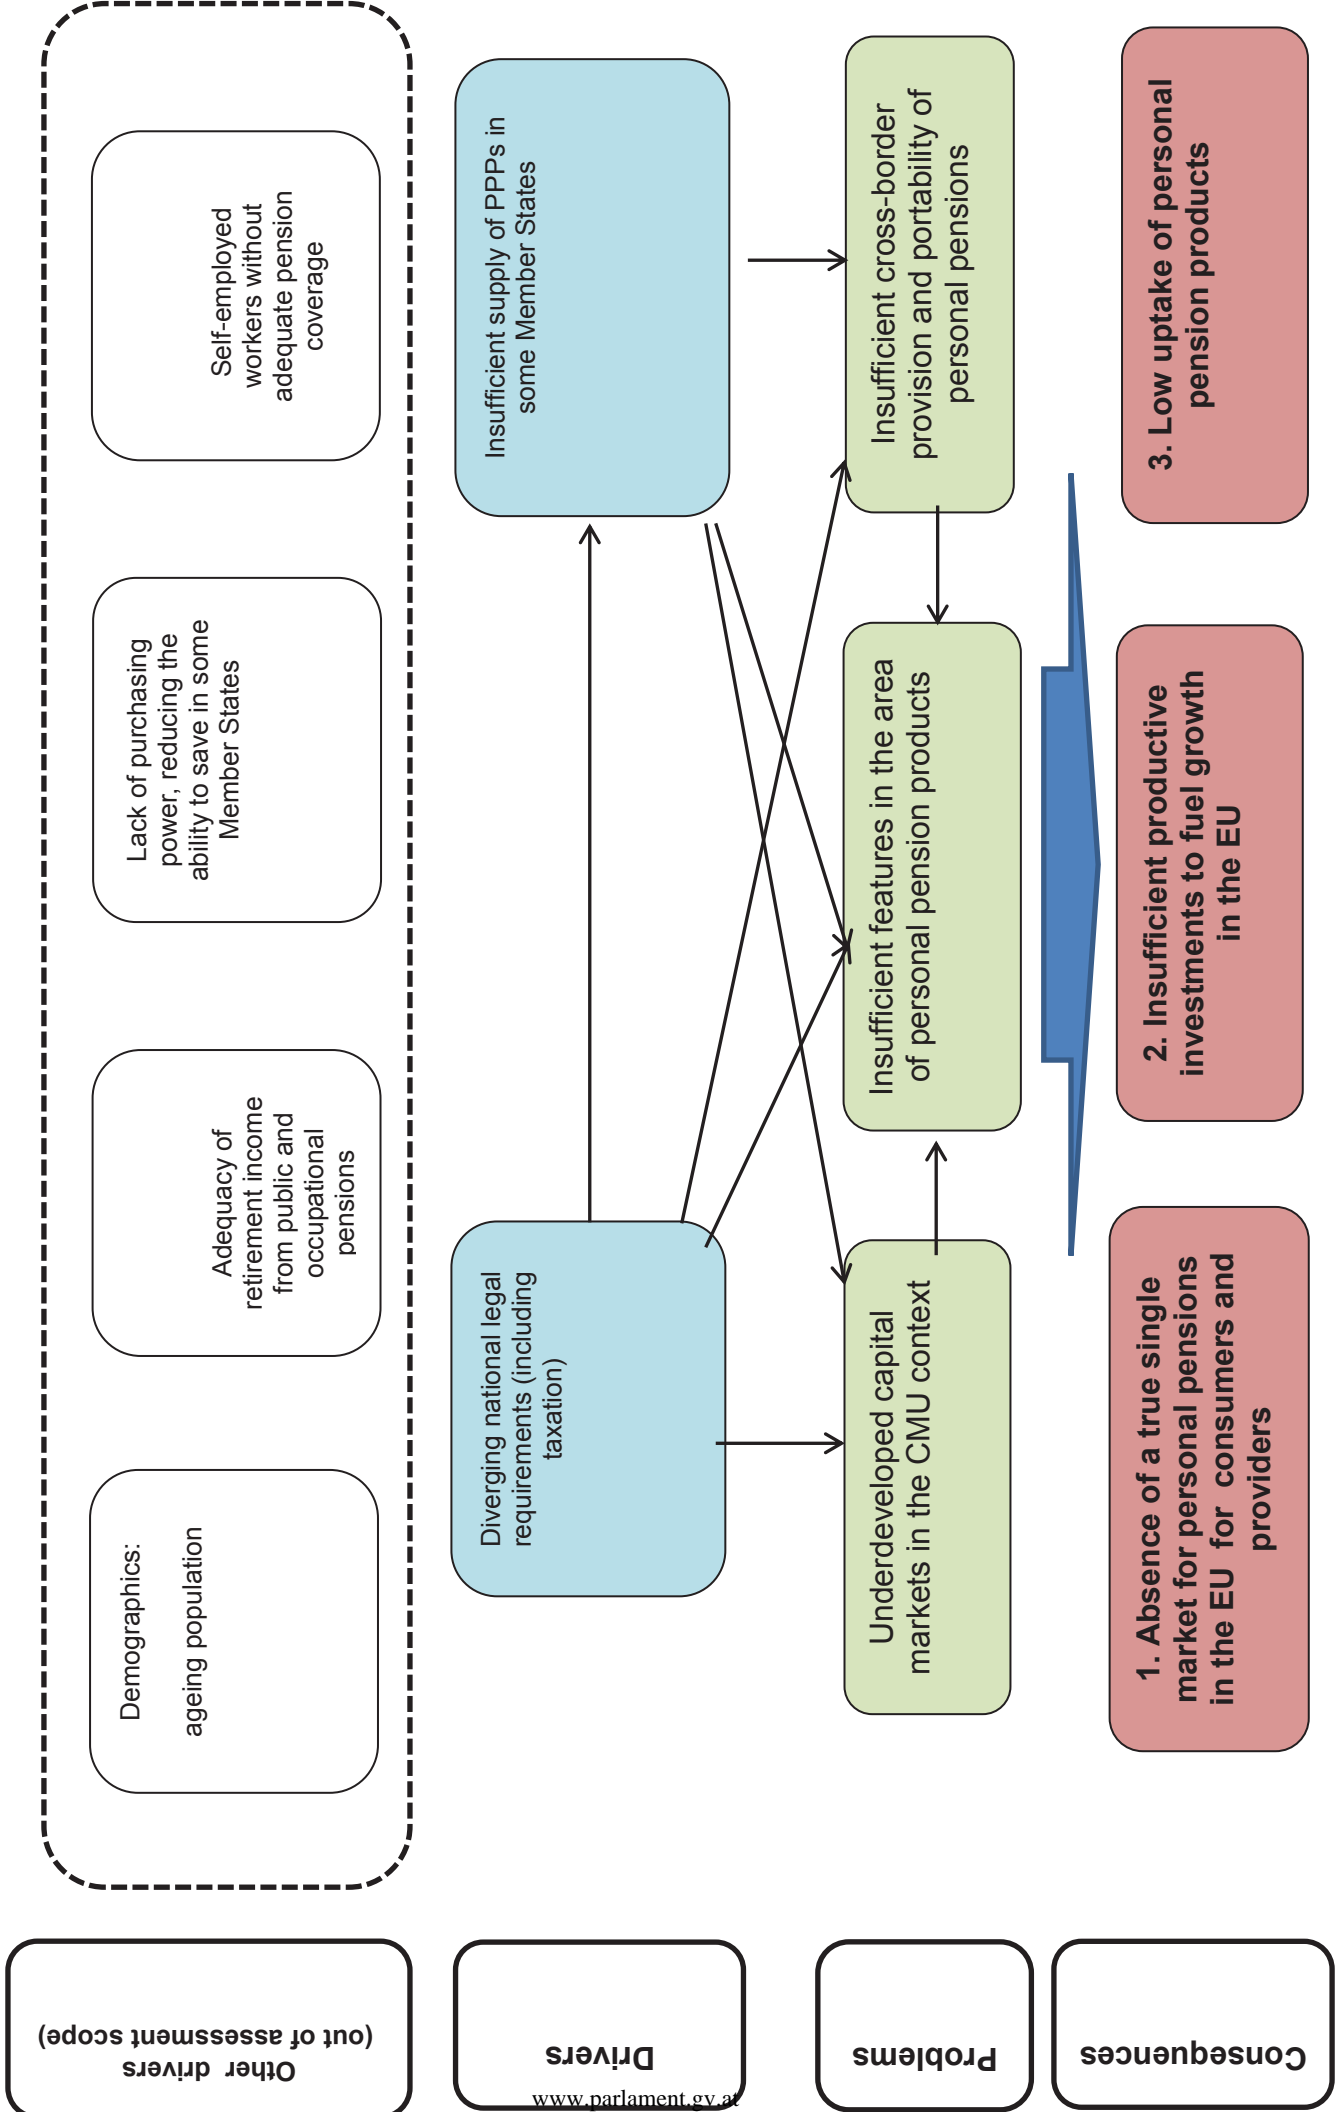 Other drivers
(out of assessment scope)
Demographics:
ageing population
Adequacy of
retirement income
from public and
occupational
pensions
Lack of purchasing
power, reducing the
ability to save in some
Member States
Self-employed
workers without
adequate pension
coverage
Drivers
Diverging national legal
requirements (including
taxation)
Insufficient supply of PPPs in
some Member States
Problems
Underdeveloped capital
markets in the CMU context
Insufficient features in the area
of personal pension products
Insufficient cross-border
provision and portability of
personal pensions
Consequences
1. Absence of a true single
market for personal pensions
in the EU for consumers and
providers
2. Insufficient productive
investments to fuel growth
in the EU
3. Low uptake of personal
pension products
www.parlament.gv.at